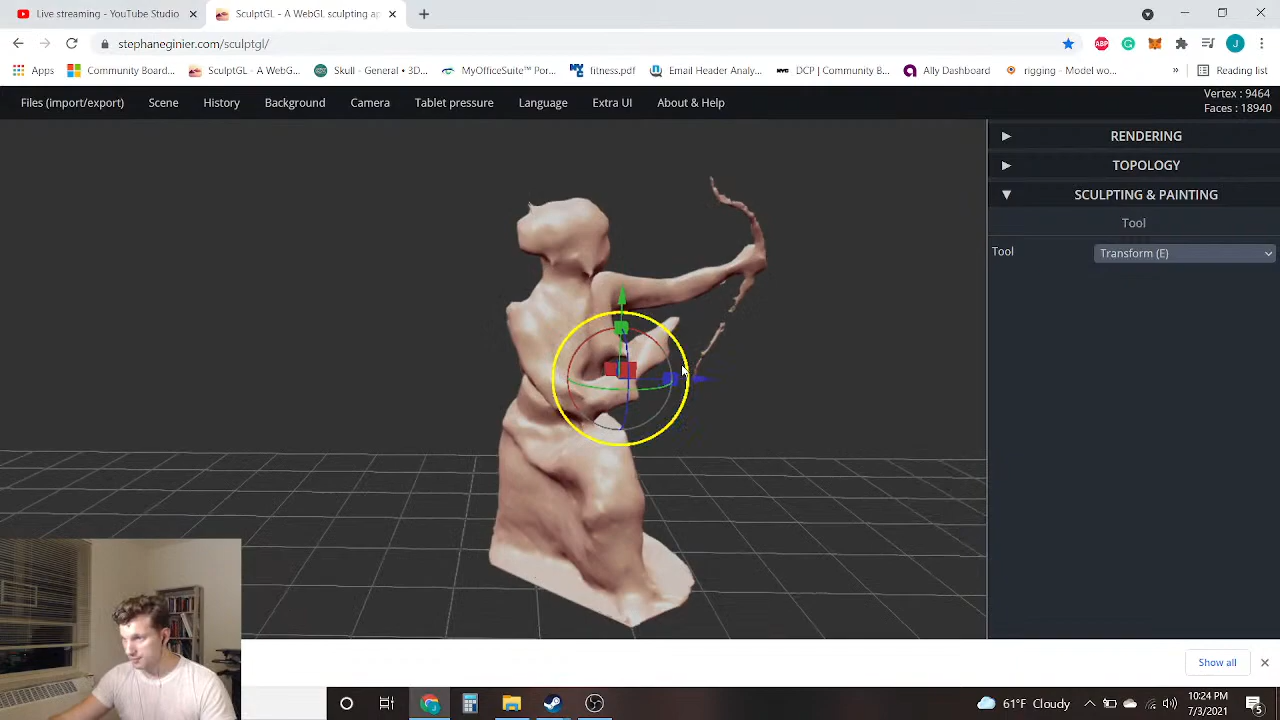 Live streaming - YouTube Studio
SculptGL - A WebGL sculpting ap
stephaneginier.com/sculptgl/
ABP
J
Apps
Community Board...
SculptGL - A WebG...
Skull - General • 3D...
MyOfficeSuite™ Por...
fitness.pdf
Email Header Analy...
DCP | Community B...
Ally Dashboard
rigging - Model wo...
»
Reading list
Files (import/export)
Scene
History
Background
Camera
Tablet pressure
Language
Extra UI
About & Help
Vertex : 9464
Faces : 18940
RENDERING
TOPOLOGY
SCULPTING & PAINTING
Tool
Tool
Transform (E)
Show all
61°F Cloudy
10:24 PM
7/3/2021
5